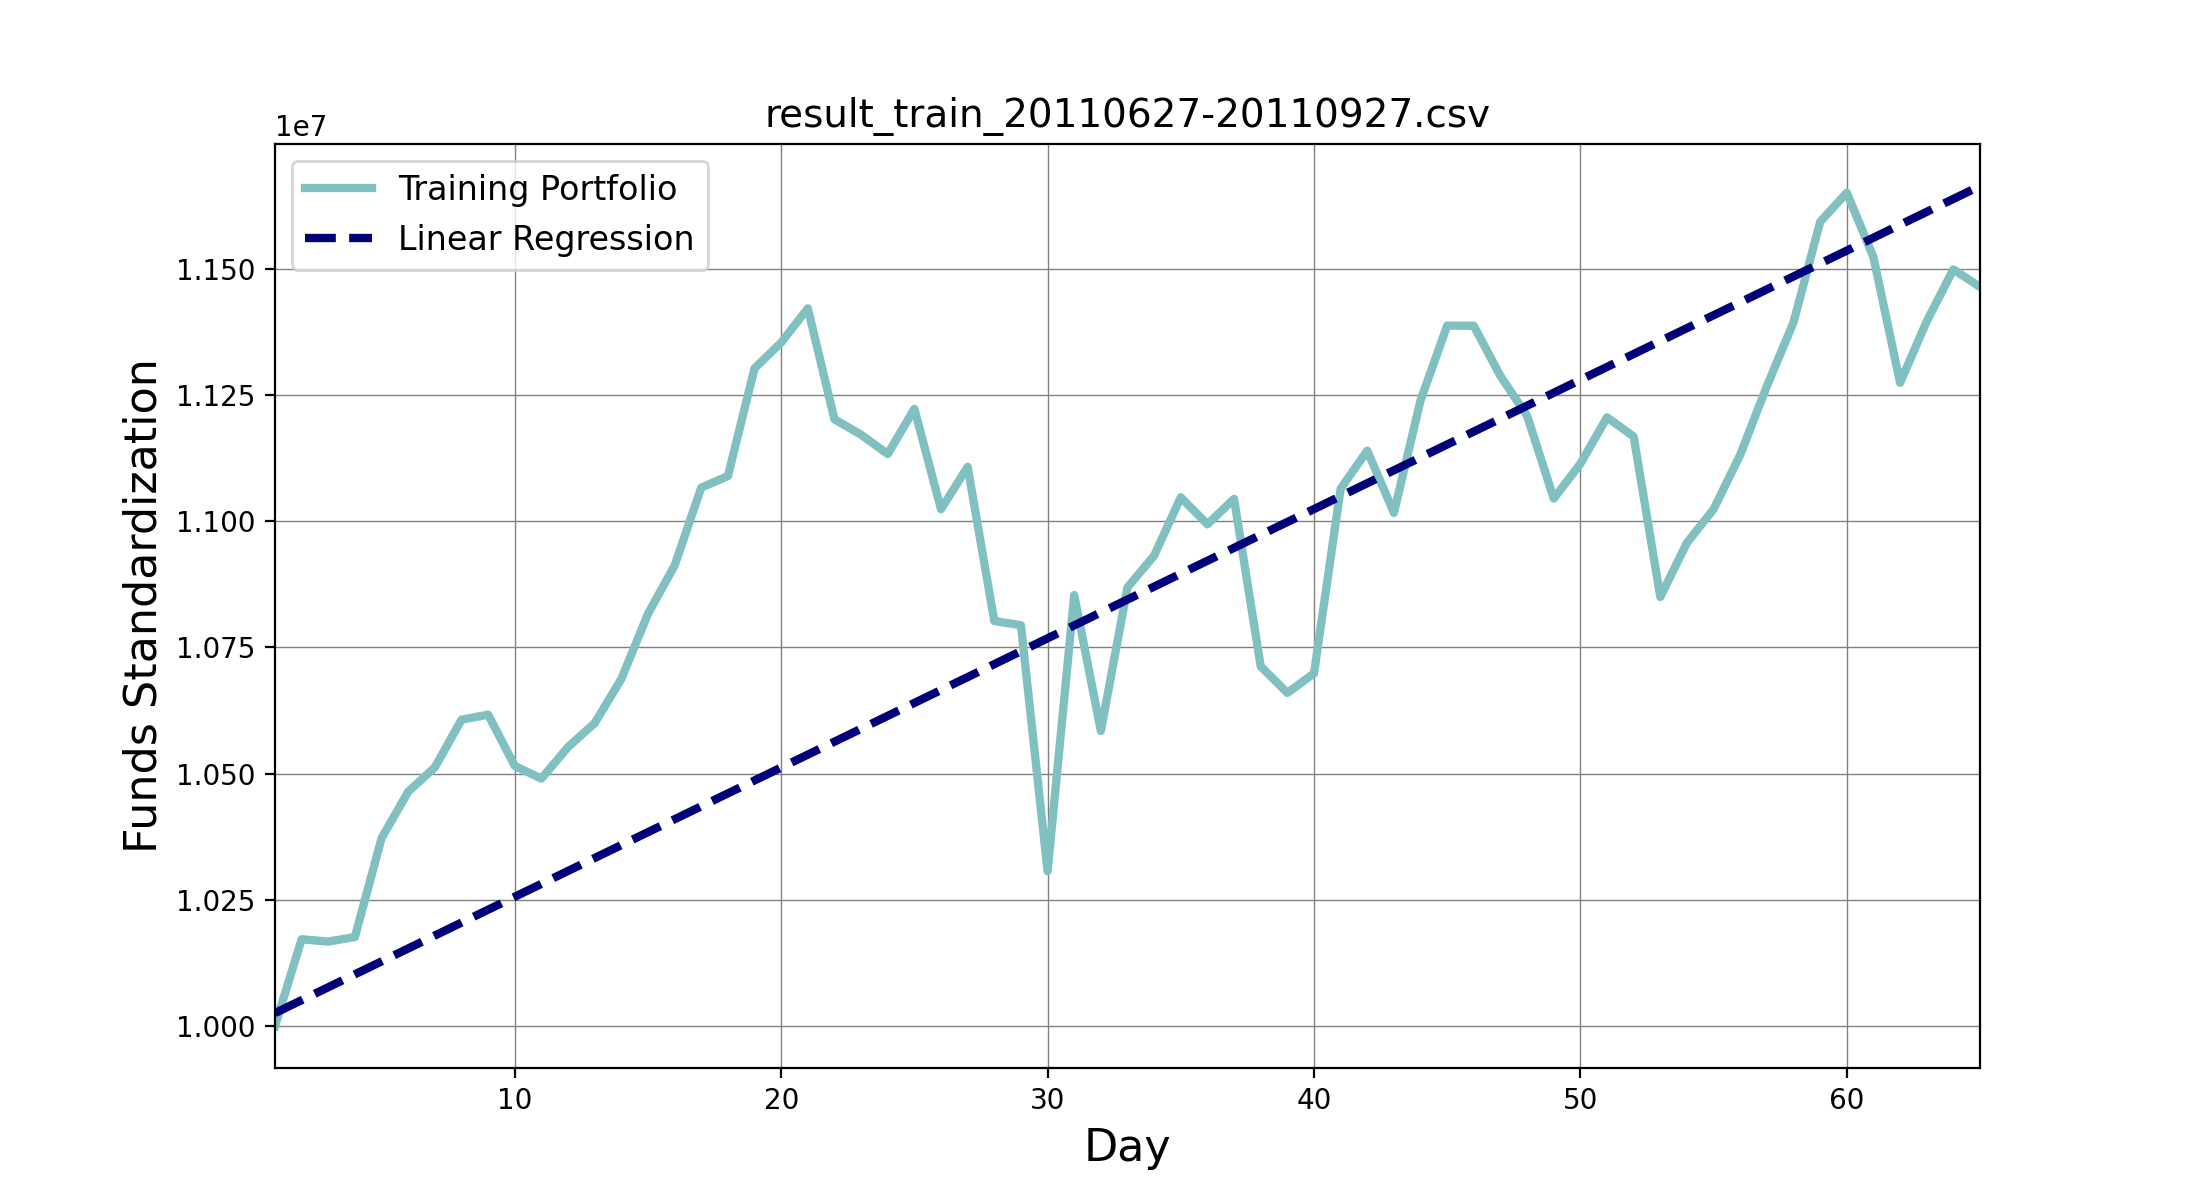 result_train_20110627-20110927.csv
1e7
Training Portfolio
Linear Regression
1.150
1.125
1.100
1.075
1.050
1.025
1.000
Funds Standardization
10 20 30 40 50 60
Day